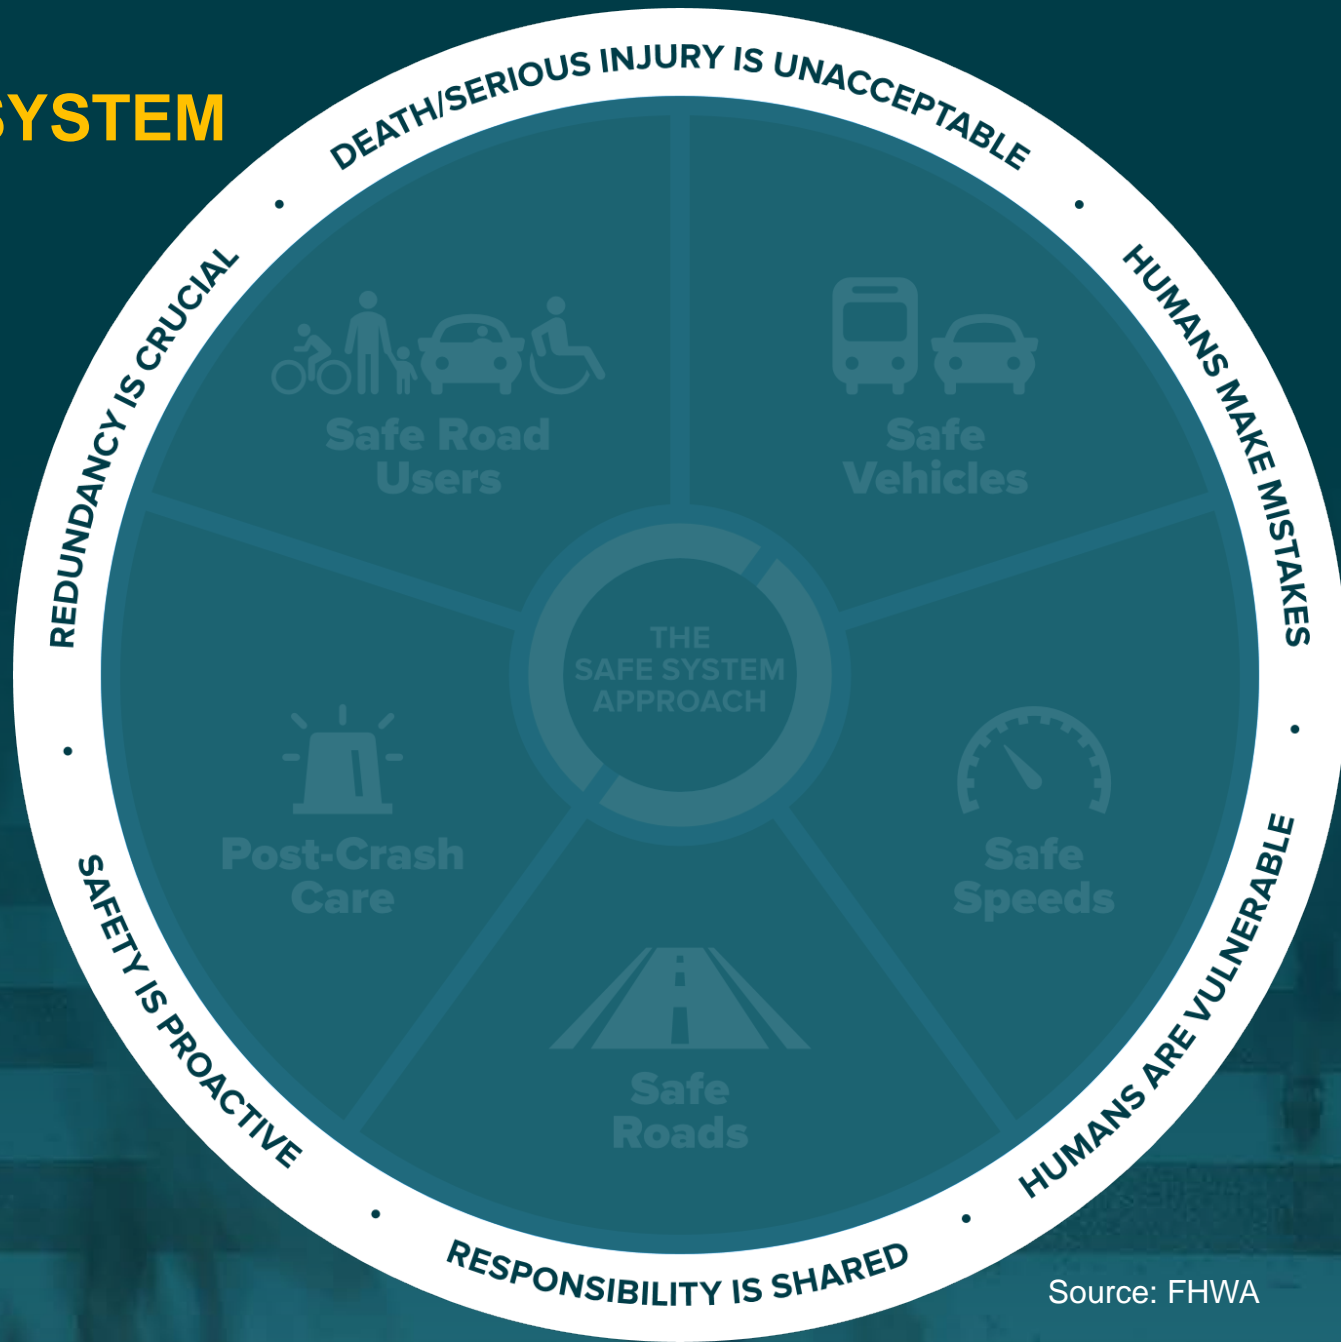 SYSTEM
DEATH/SERIOUS INJURY IS UNACCEPTABLE
HUMANS MAKE MISTAKES
HUMANS ARE VULNERABLE
RESPONSIBILITY IS SHARED
SAFETY IS PROACTIVE
REDUNDANCY IS CRUCIAL
Safe Road
Users
Safe
Vehicles
THE
SAFE SYSTEM
APPROACH
Post-Crash
Care
Safe
Speeds
Safe
Roads
Source: FHWA